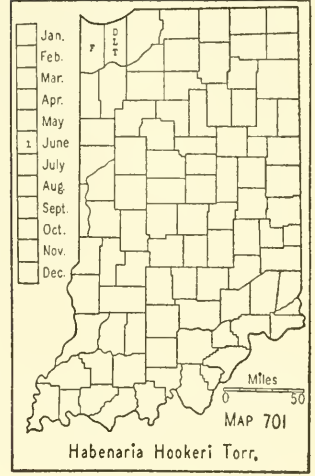 Jan.
Feb.
Mar.
Apr.
May
1 June
July
Aug.
Sept.
Oct.
Nov.
Dec.
F
D
L
T
Miles
0 50
MAP 701
Habenaria Hookeri Torr.